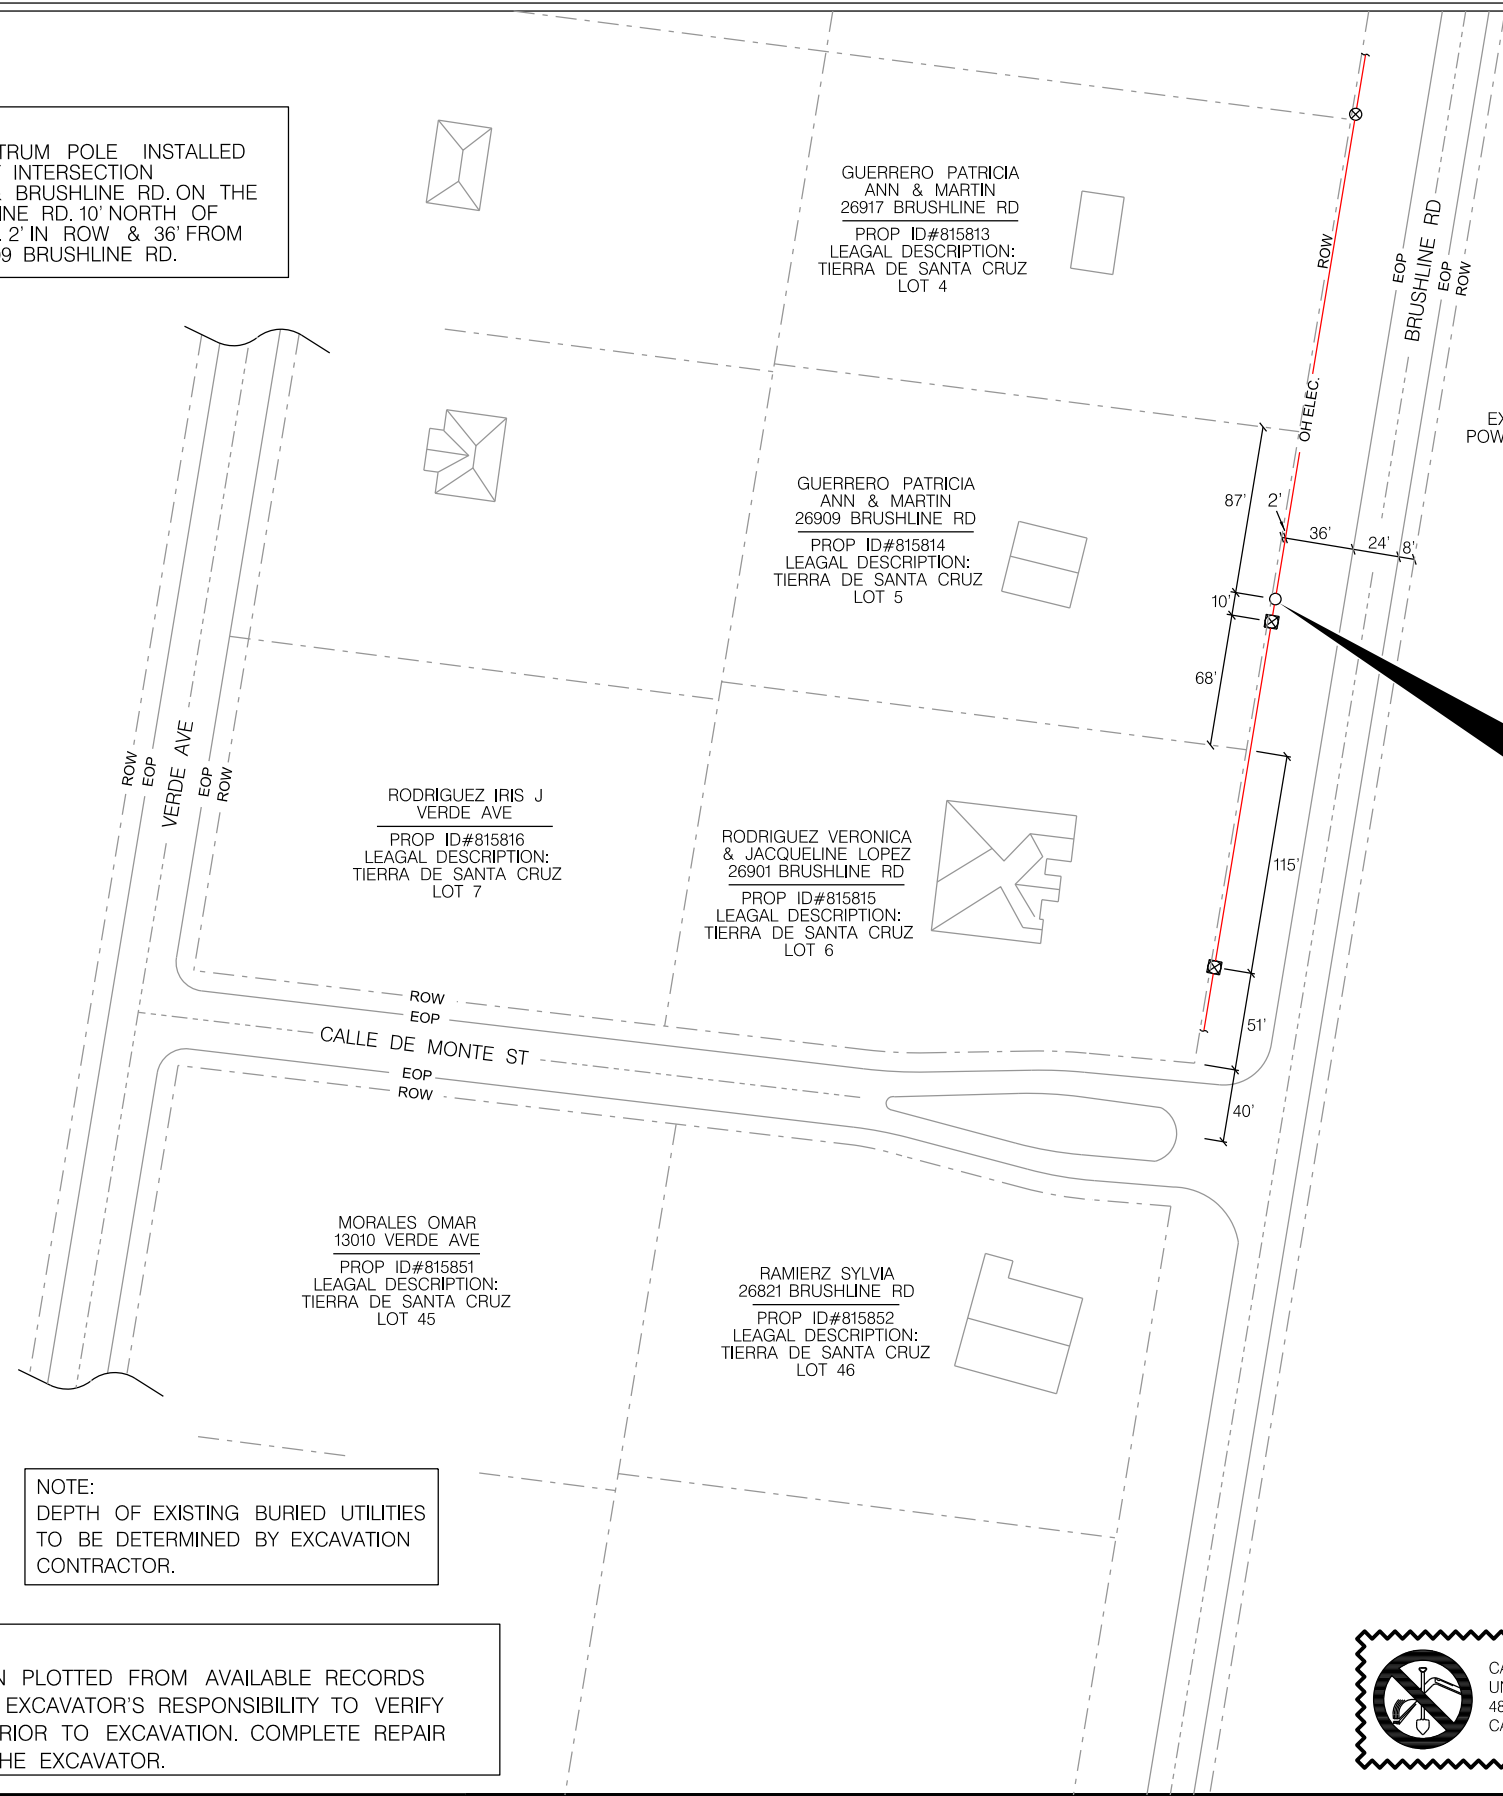 TRUM POLE INSTALLED
INTERSECTION
BRUSHLINE RD. ON THE
INE RD. 10' NORTH OF
2' IN ROW & 36' FROM
9 BRUSHLINE RD.
GUERRERO PATRICIA
ANN & MARTIN
26917 BRUSHLINE RD
PROP ID#815813
LEAGAL DESCRIPTION:
TIERRA DE SANTA CRUZ
LOT 4
ROW
EOP
BRUSHLINE RD
EOP
ROW
OH ELEC.
EX
POW
GUERRERO PATRICIA
ANN & MARTIN
26909 BRUSHLINE RD
PROP ID#815814
LEAGAL DESCRIPTION:
TIERRA DE SANTA CRUZ
LOT 5
87'
2'
36'
24'
8'
10'
68'
ROW
EOP
VERDE AVE
EOP
ROW
RODRIGUEZ IRIS J
VERDE AVE
PROP ID#815816
LEAGAL DESCRIPTION:
TIERRA DE SANTA CRUZ
LOT 7
RODRIGUEZ VERONICA
& JACQUELINE LOPEZ
26901 BRUSHLINE RD
PROP ID#815815
LEAGAL DESCRIPTION:
TIERRA DE SANTA CRUZ
LOT 6
115'
51'
40'
ROW
EOP
CALLE DE MONTE ST
EOP
ROW
MORALES OMAR
13010 VERDE AVE
PROP ID#815851
LEAGAL DESCRIPTION:
TIERRA DE SANTA CRUZ
LOT 45
RAMIERZ SYLVIA
26821 BRUSHLINE RD
PROP ID#815852
LEAGAL DESCRIPTION:
TIERRA DE SANTA CRUZ
LOT 46
NOTE:
DEPTH OF EXISTING BURIED UTILITIES
TO BE DETERMINED BY EXCAVATION
CONTRACTOR.
N PLOTTED FROM AVAILABLE RECORDS
EXCAVATOR'S RESPONSIBILITY TO VERIFY
RIOR TO EXCAVATION. COMPLETE REPAIR
HE EXCAVATOR.
CA
UN
48
CA